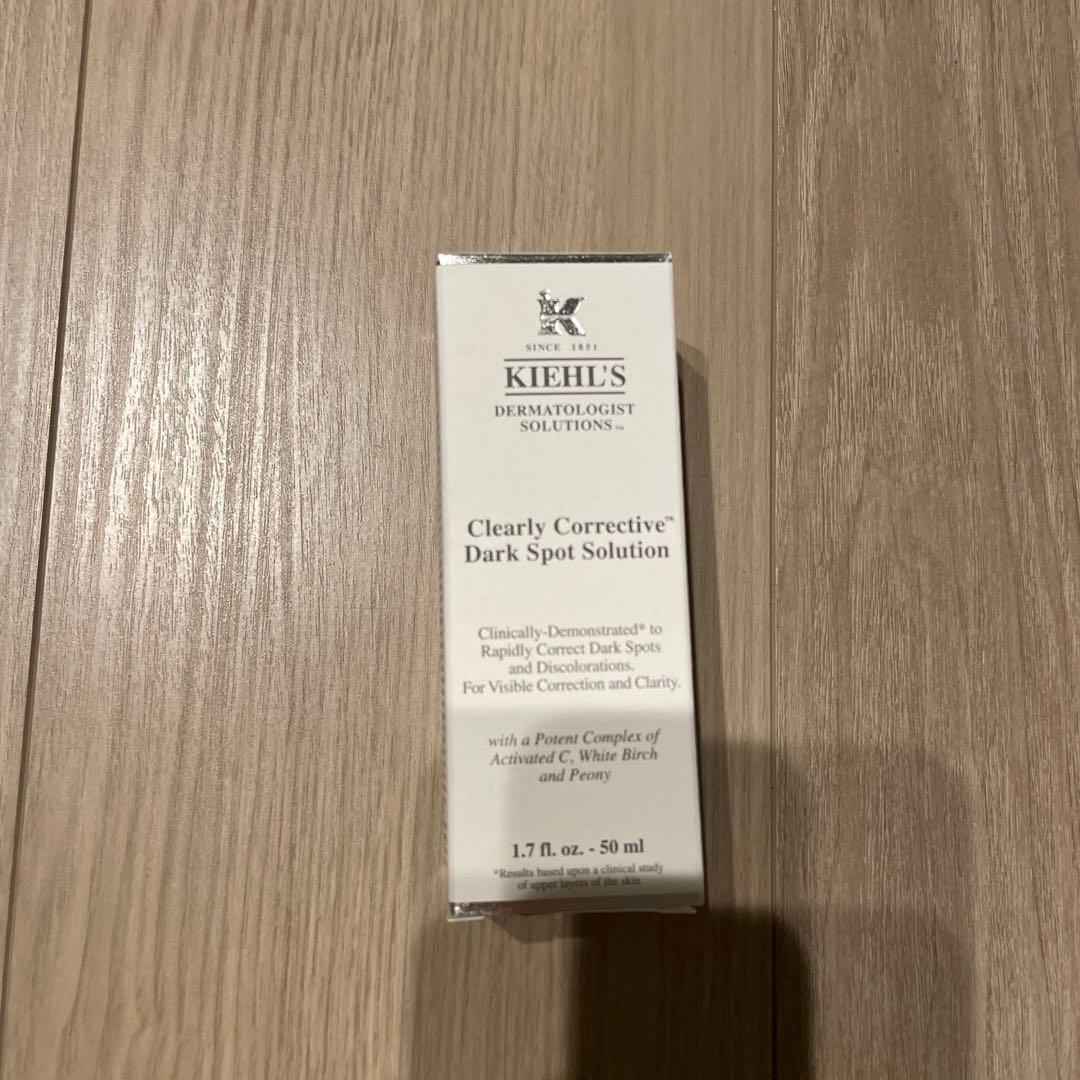 K
SINCE 1851
KIEHL'S
DERMATOLOGIST
SOLUTIONS™
Clearly Corrective™
Dark Spot Solution
Clinically-Demonstrated* to
Rapidly Correct Dark Spots
and Discolorations.
For Visible Correction and Clarity.
with a Potent Complex of
Activated C, White Birch
and Peony
1.7 fl. oz. - 50 ml
*Results based upon a clinical study
of upper layers of the skin